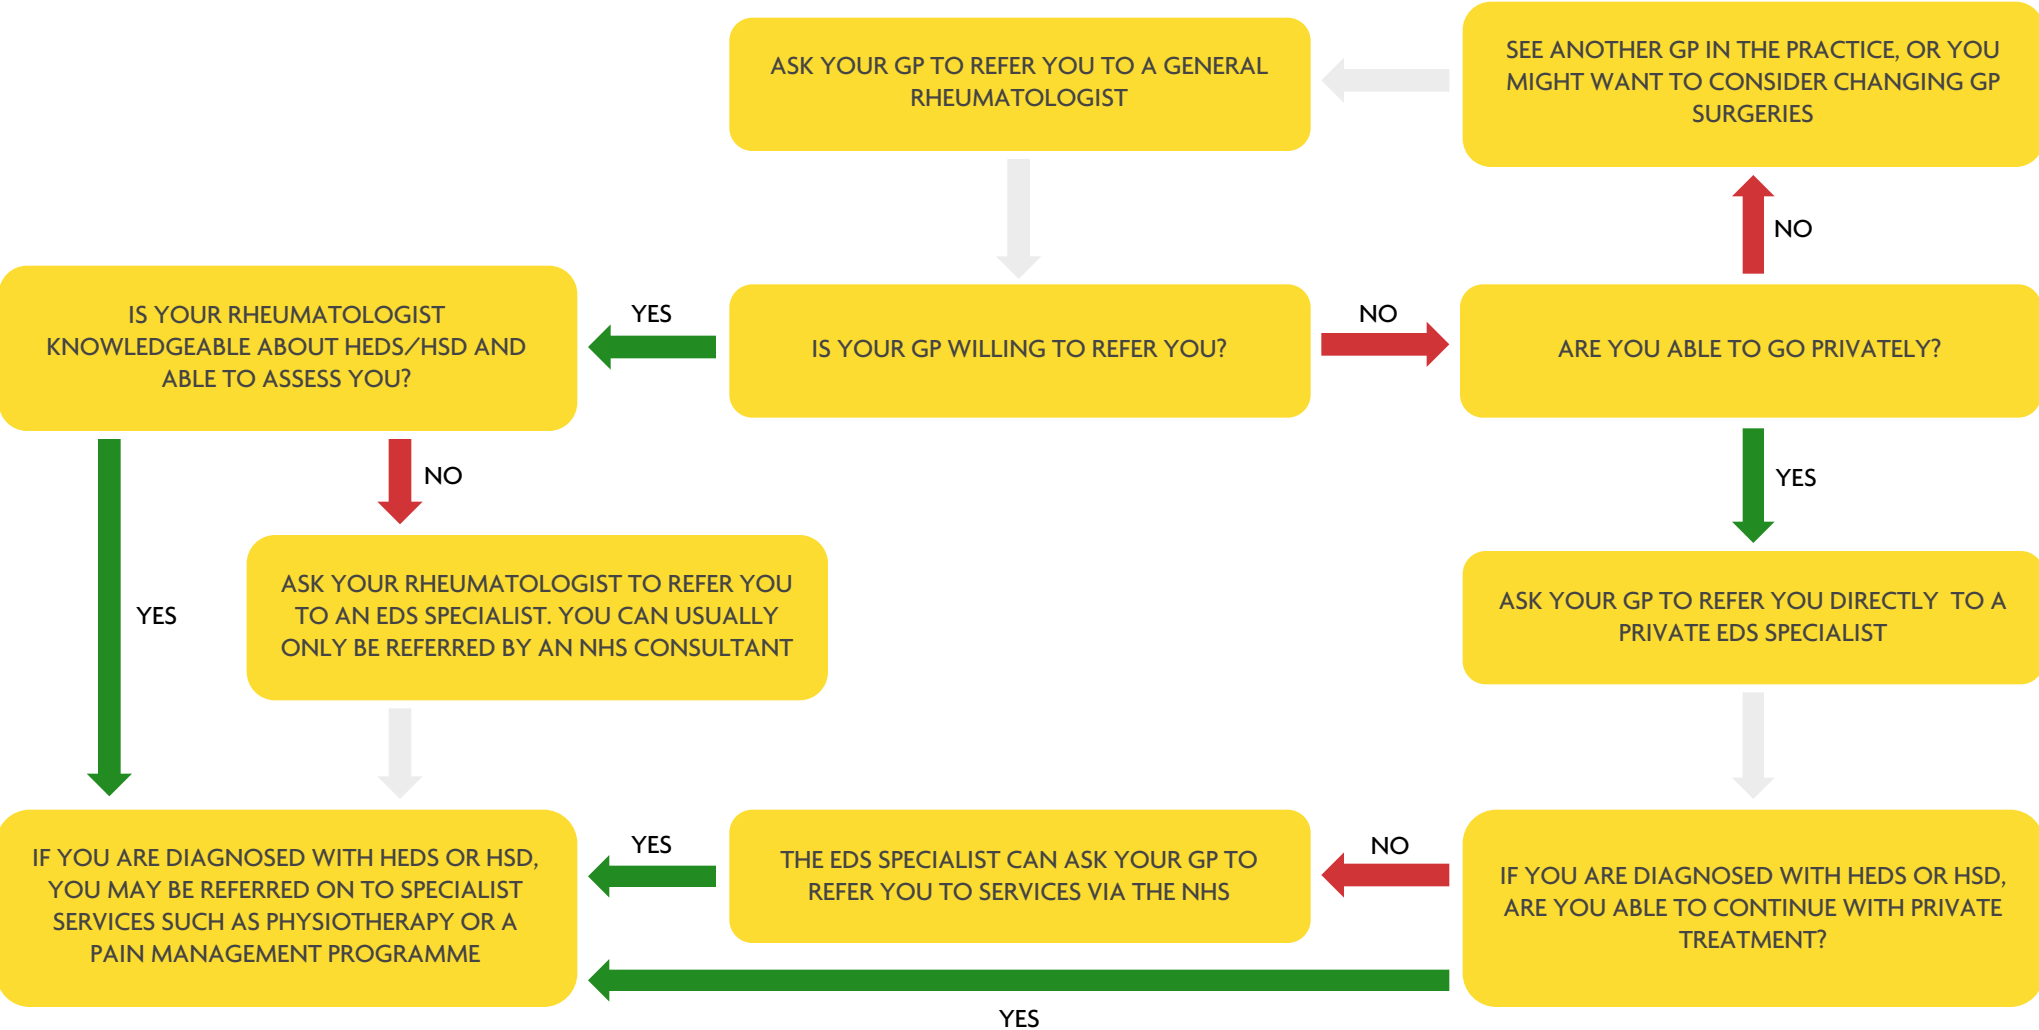 ASK YOUR GP TO REFER YOU TO A GENERAL
RHEUMATOLOGIST
SEE ANOTHER GP IN THE PRACTICE, OR YOU
MIGHT WANT TO CONSIDER CHANGING GP
SURGERIES
NO
IS YOUR RHEUMATOLOGIST
KNOWLEDGEABLE ABOUT HEDS/HSD AND
ABLE TO ASSESS YOU?
YES
IS YOUR GP WILLING TO REFER YOU?
NO
ARE YOU ABLE TO GO PRIVATELY?
NO
YES
YES
ASK YOUR RHEUMATOLOGIST TO REFER YOU
TO AN EDS SPECIALIST. YOU CAN USUALLY
ONLY BE REFERRED BY AN NHS CONSULTANT
ASK YOUR GP TO REFER YOU DIRECTLY TO A
PRIVATE EDS SPECIALIST
IF YOU ARE DIAGNOSED WITH HEDS OR HSD,
YOU MAY BE REFERRED ON TO SPECIALIST
SERVICES SUCH AS PHYSIOTHERAPY OR A
PAIN MANAGEMENT PROGRAMME
YES
THE EDS SPECIALIST CAN ASK YOUR GP TO
REFER YOU TO SERVICES VIA THE NHS
NO
IF YOU ARE DIAGNOSED WITH HEDS OR HSD,
ARE YOU ABLE TO CONTINUE WITH PRIVATE
TREATMENT?
YES